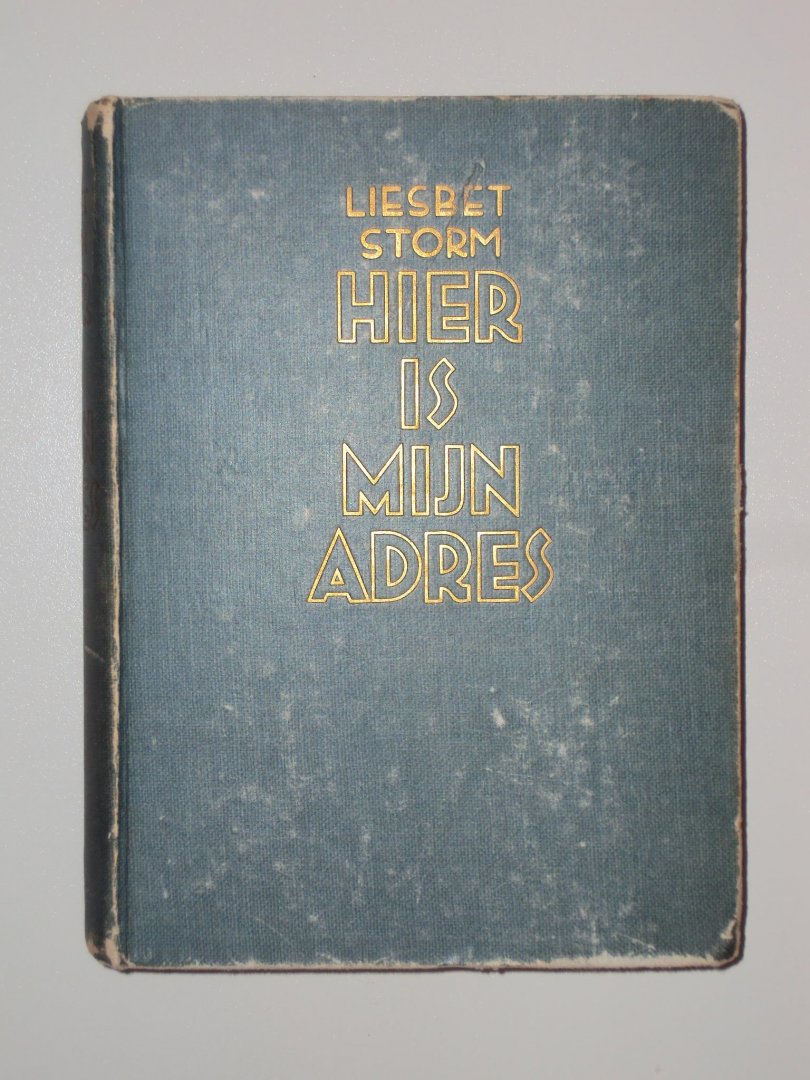 LIESBET
STORM
HIER
IS
MIJN
ADRES